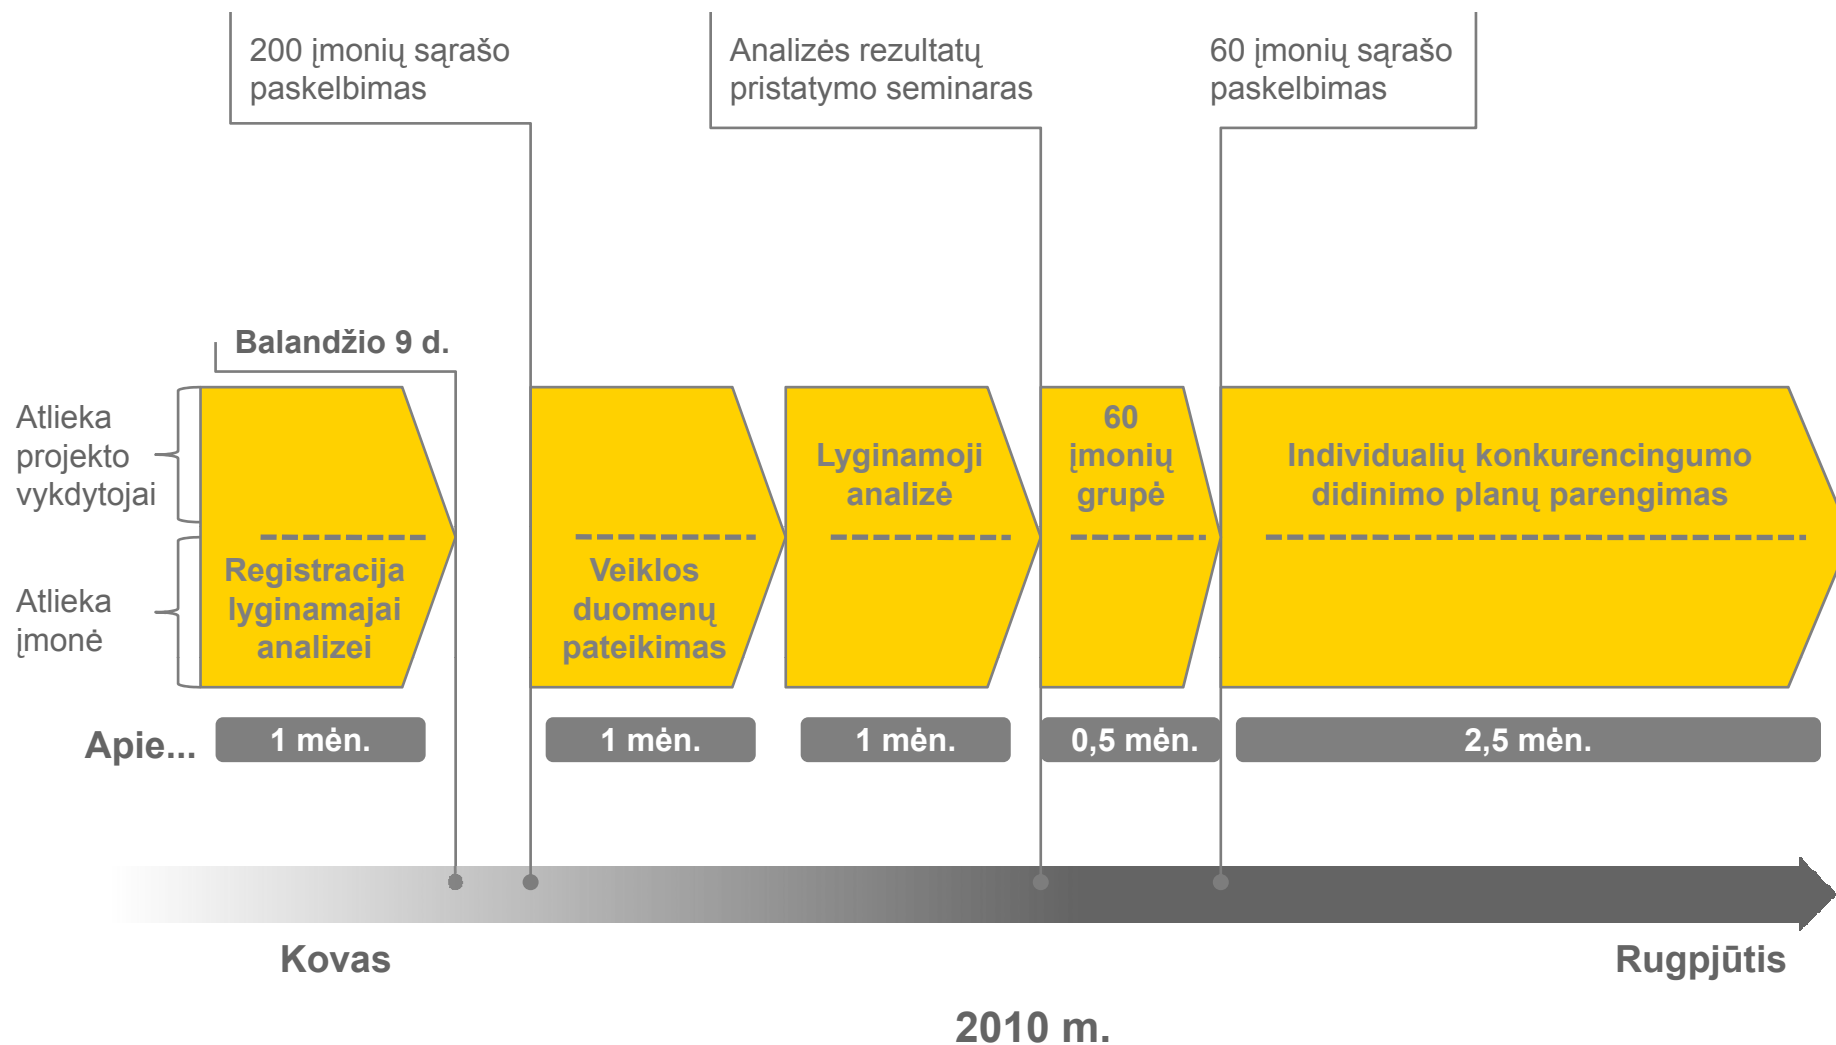 200 įmonių sąrašo
paskelbimas
Analizės rezultatų
pristatymo seminaras
60 įmonių sąrašo
paskelbimas
Balandžio 9 d.
Atlieka
projekto
vykdytojai
Atlieka
įmonė
Registracija
lyginamajai
analizei
Veiklos
duomenų
pateikimas
Lyginamoji
analizė
60
įmonių
grupė
Individualių konkurencingumo
didinimo planų parengimas
Apie...
1 mėn.
1 mėn.
1 mėn.
0,5 mėn.
2,5 mėn.
Kovas
Rugpjūtis
2010 m.